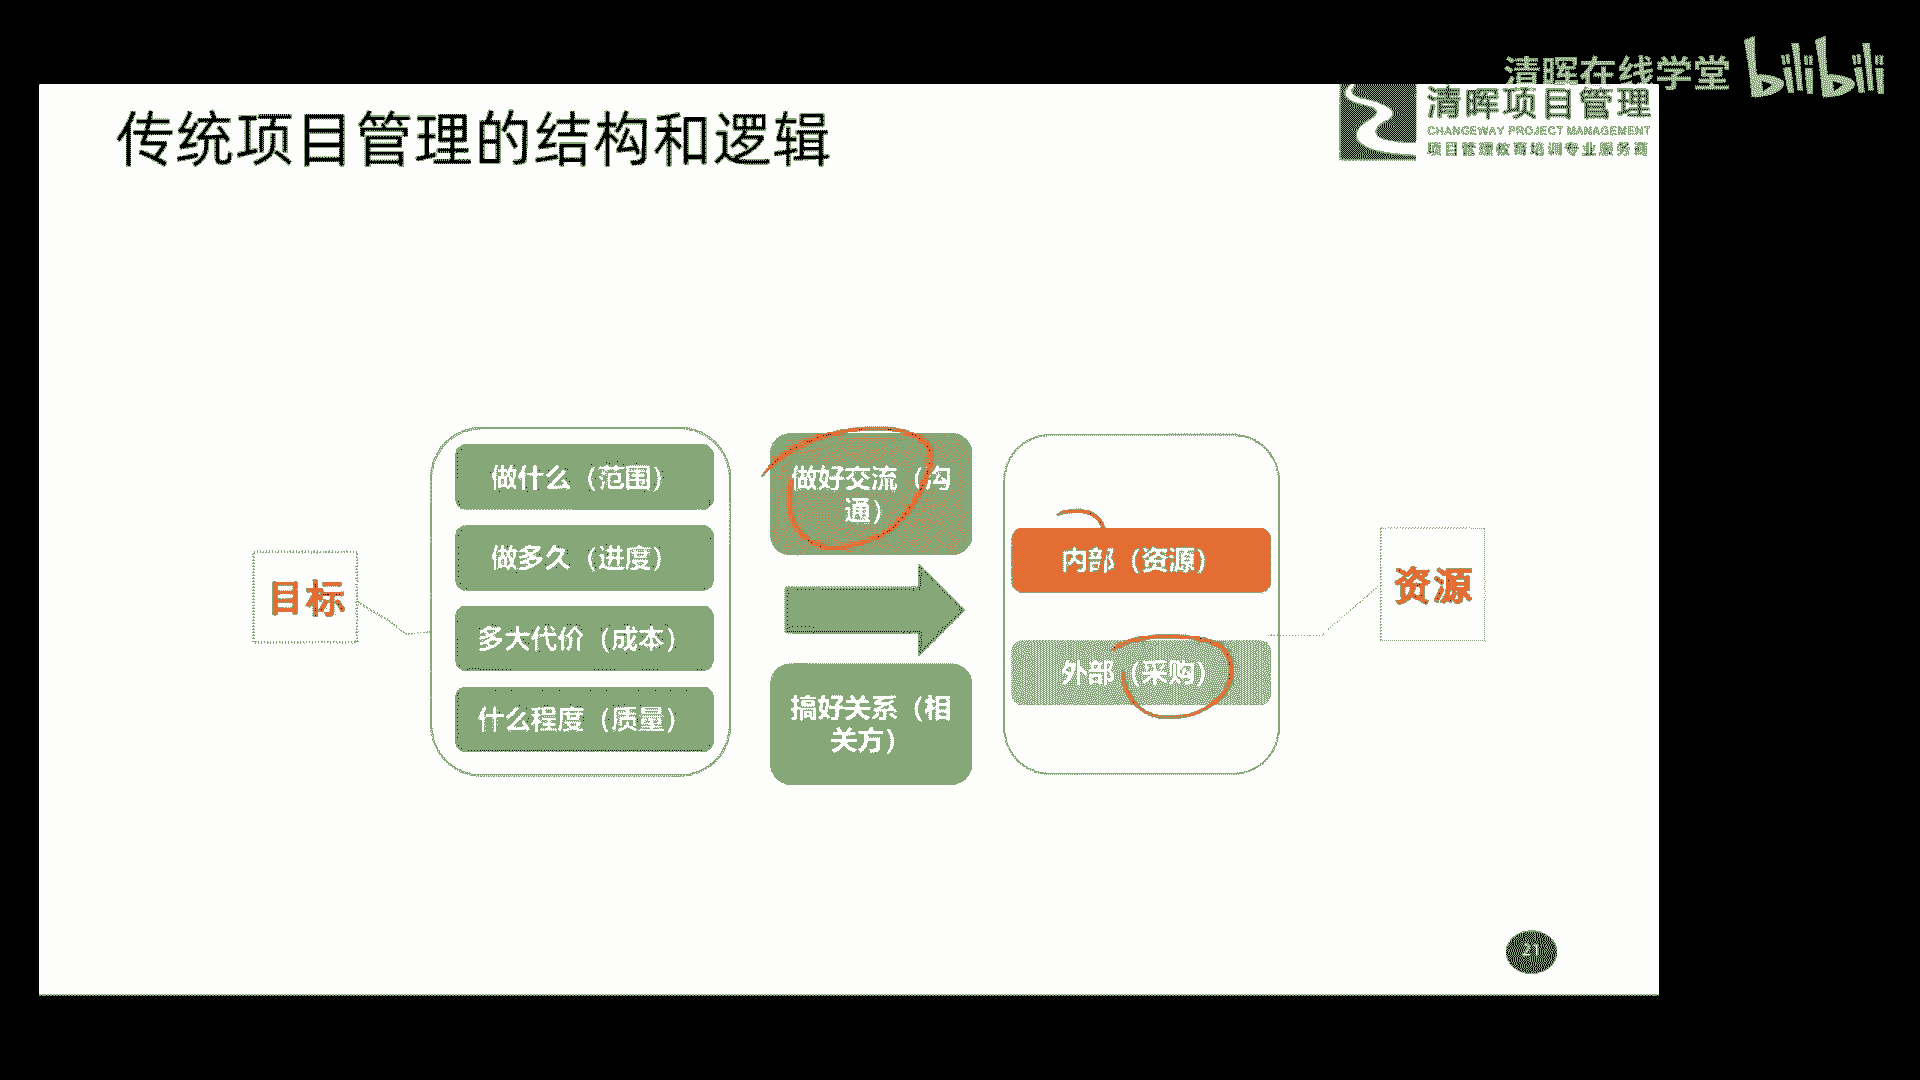 清晖在线学堂 bilibili
传统项目管理的结构和逻辑
清晖项目管理
CHANGEWAY PROJECT MANAGEMENT
项目管理教育培训专业服务商
目标
做什么（范围）
做多久（进度）
多大代价（成本）
什么程度（质量）
做好交流（沟
通）
搞好关系（相
关方）
内部（资源）
外部（采购）
资源
21